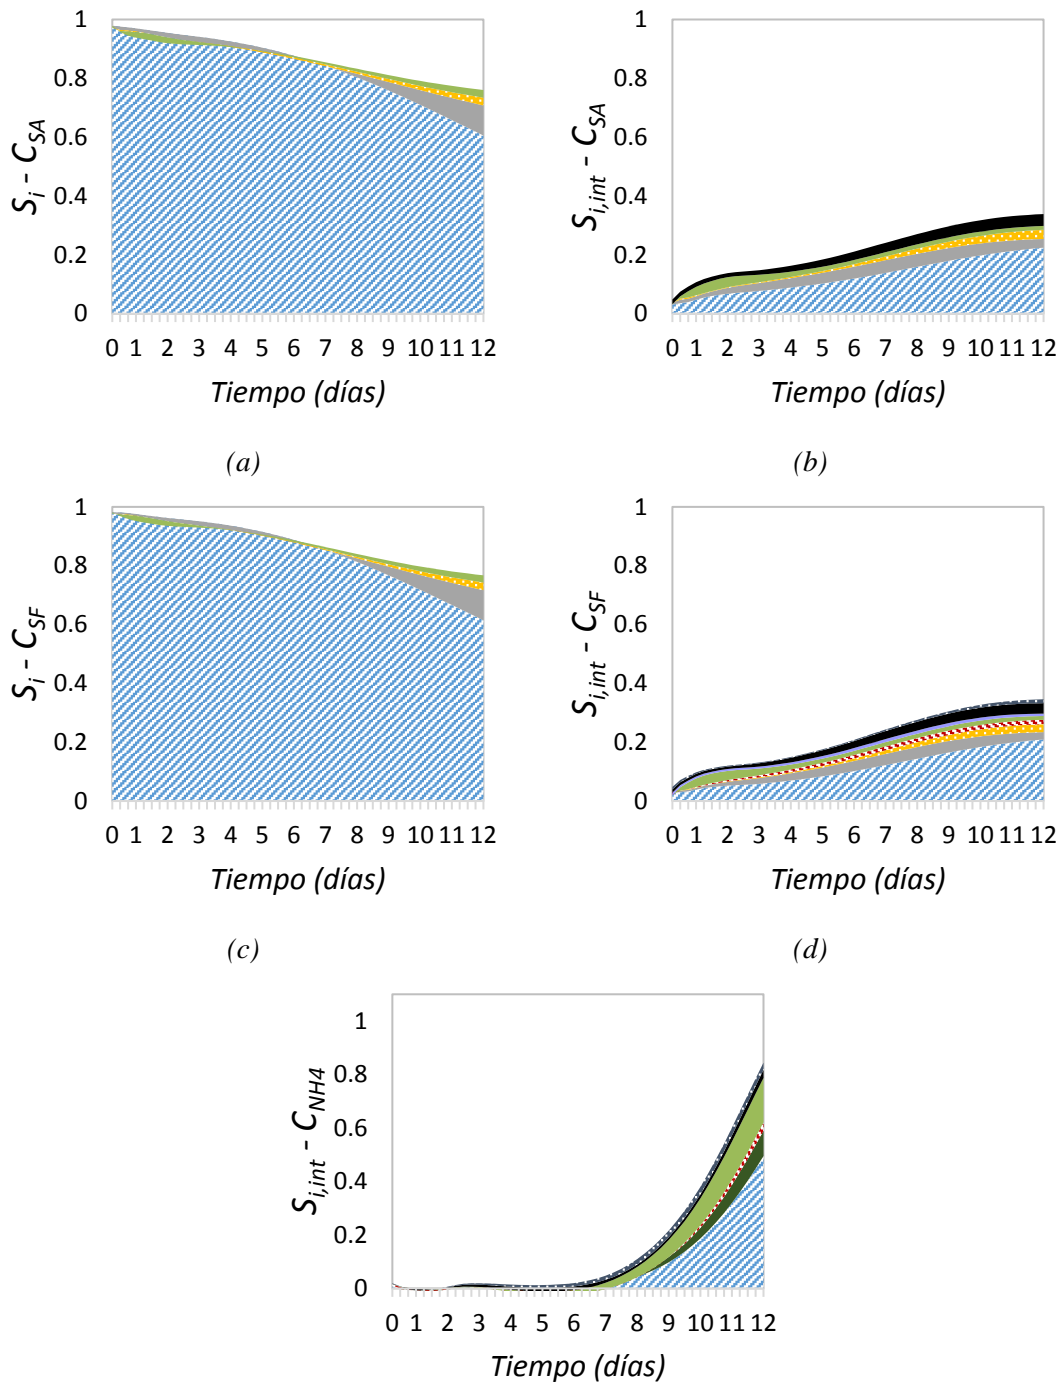 S_i - C_SA
1
0.8
0.6
0.4
0.2
0
0 1 2 3 4 5 6 7 8 9 10 11 12
Tiempo (días)
(a)
S_i,int - C_SA
1
0.8
0.6
0.4
0.2
0
0 1 2 3 4 5 6 7 8 9 10 11 12
Tiempo (días)
(b)
S_i - C_SF
1
0.8
0.6
0.4
0.2
0
0 1 2 3 4 5 6 7 8 9 10 11 12
Tiempo (días)
(c)
S_i,int - C_SF
1
0.8
0.6
0.4
0.2
0
0 1 2 3 4 5 6 7 8 9 10 11 12
Tiempo (días)
(d)
S_i,int - C_NH4
1
0.8
0.6
0.4
0.2
0
0 1 2 3 4 5 6 7 8 9 10 11 12
Tiempo (días)